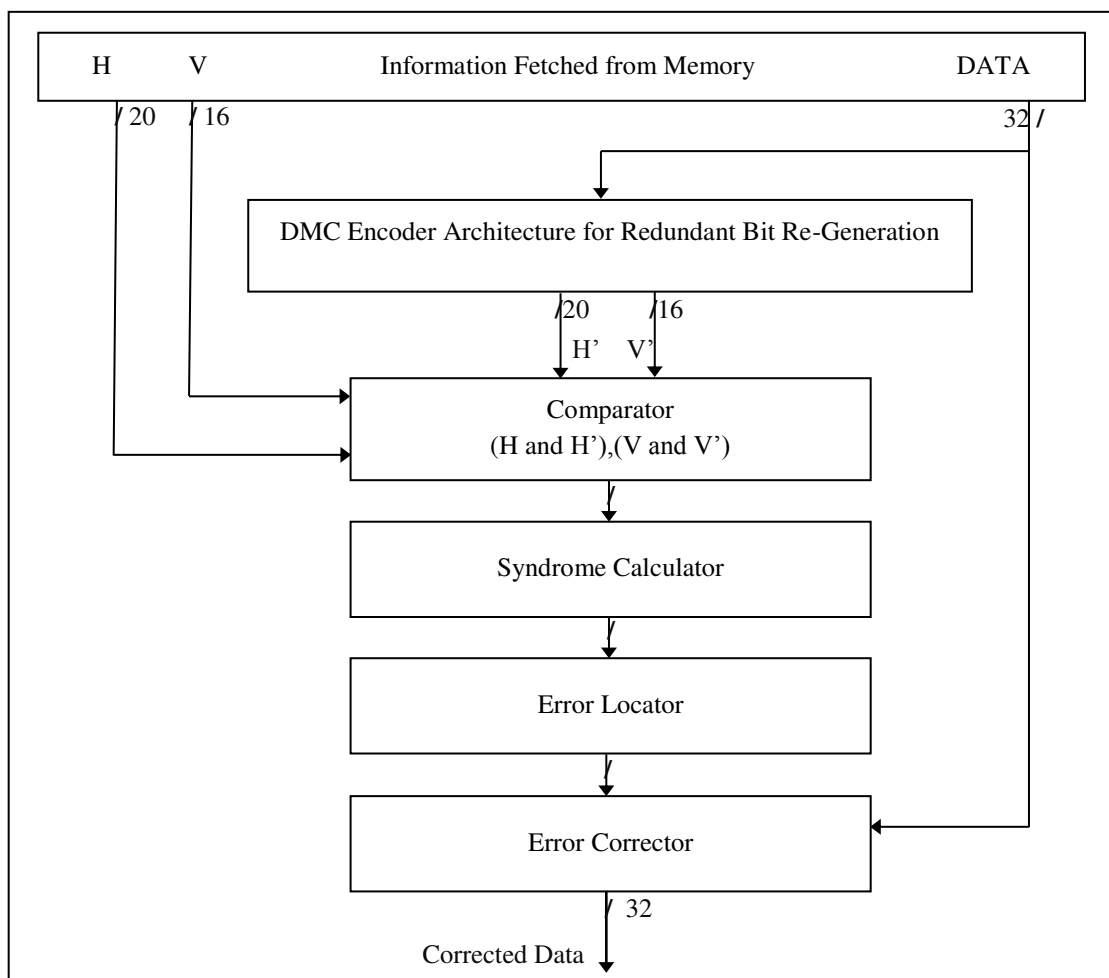 H V Information Fetched from Memory DATA
/ 20 / 16 32 /
DMC Encoder Architecture for Redundant Bit Re-Generation
/20 /16
H’ V’
Comparator
(H and H’),(V and V’)
/
Syndrome Calculator
/
Error Locator
/
Error Corrector
/ 32
Corrected Data